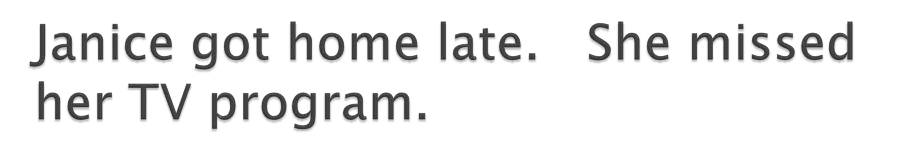 Janice got home late.   She missed
her TV program.